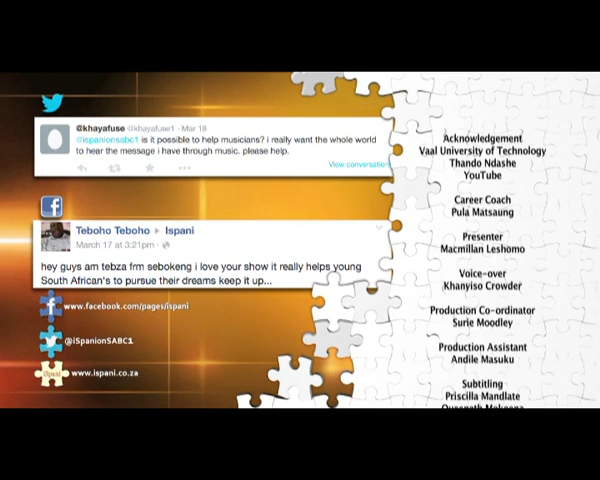 @khayafuse @khayafuse1 · Mar 18
@ispanionsabc1 is it possible to help musicians? i really want the whole world
to hear the message i have through music. please help.
View conversation
Teboho Teboho ▸ Ispani
March 17 at 3:21pm ·
hey guys am tebza frm sebokeng i love your show it really helps young
South African's to pursue their dreams keep it up...
www.facebook.com/pages/ispani
@iSpanionSABC1
iSpani
www.ispani.co.za
Acknowledgement
Vaal University of Technology
Thando Ndashe
YouTube
Career Coach
Pula Matsaung
Presenter
Macmillan Leshomo
Voice-over
Khanyiso Crowder
Production Co-ordinator
Surie Moodley
Production Assistant
Andile Masuku
Subtitling
Priscilla Mandlate